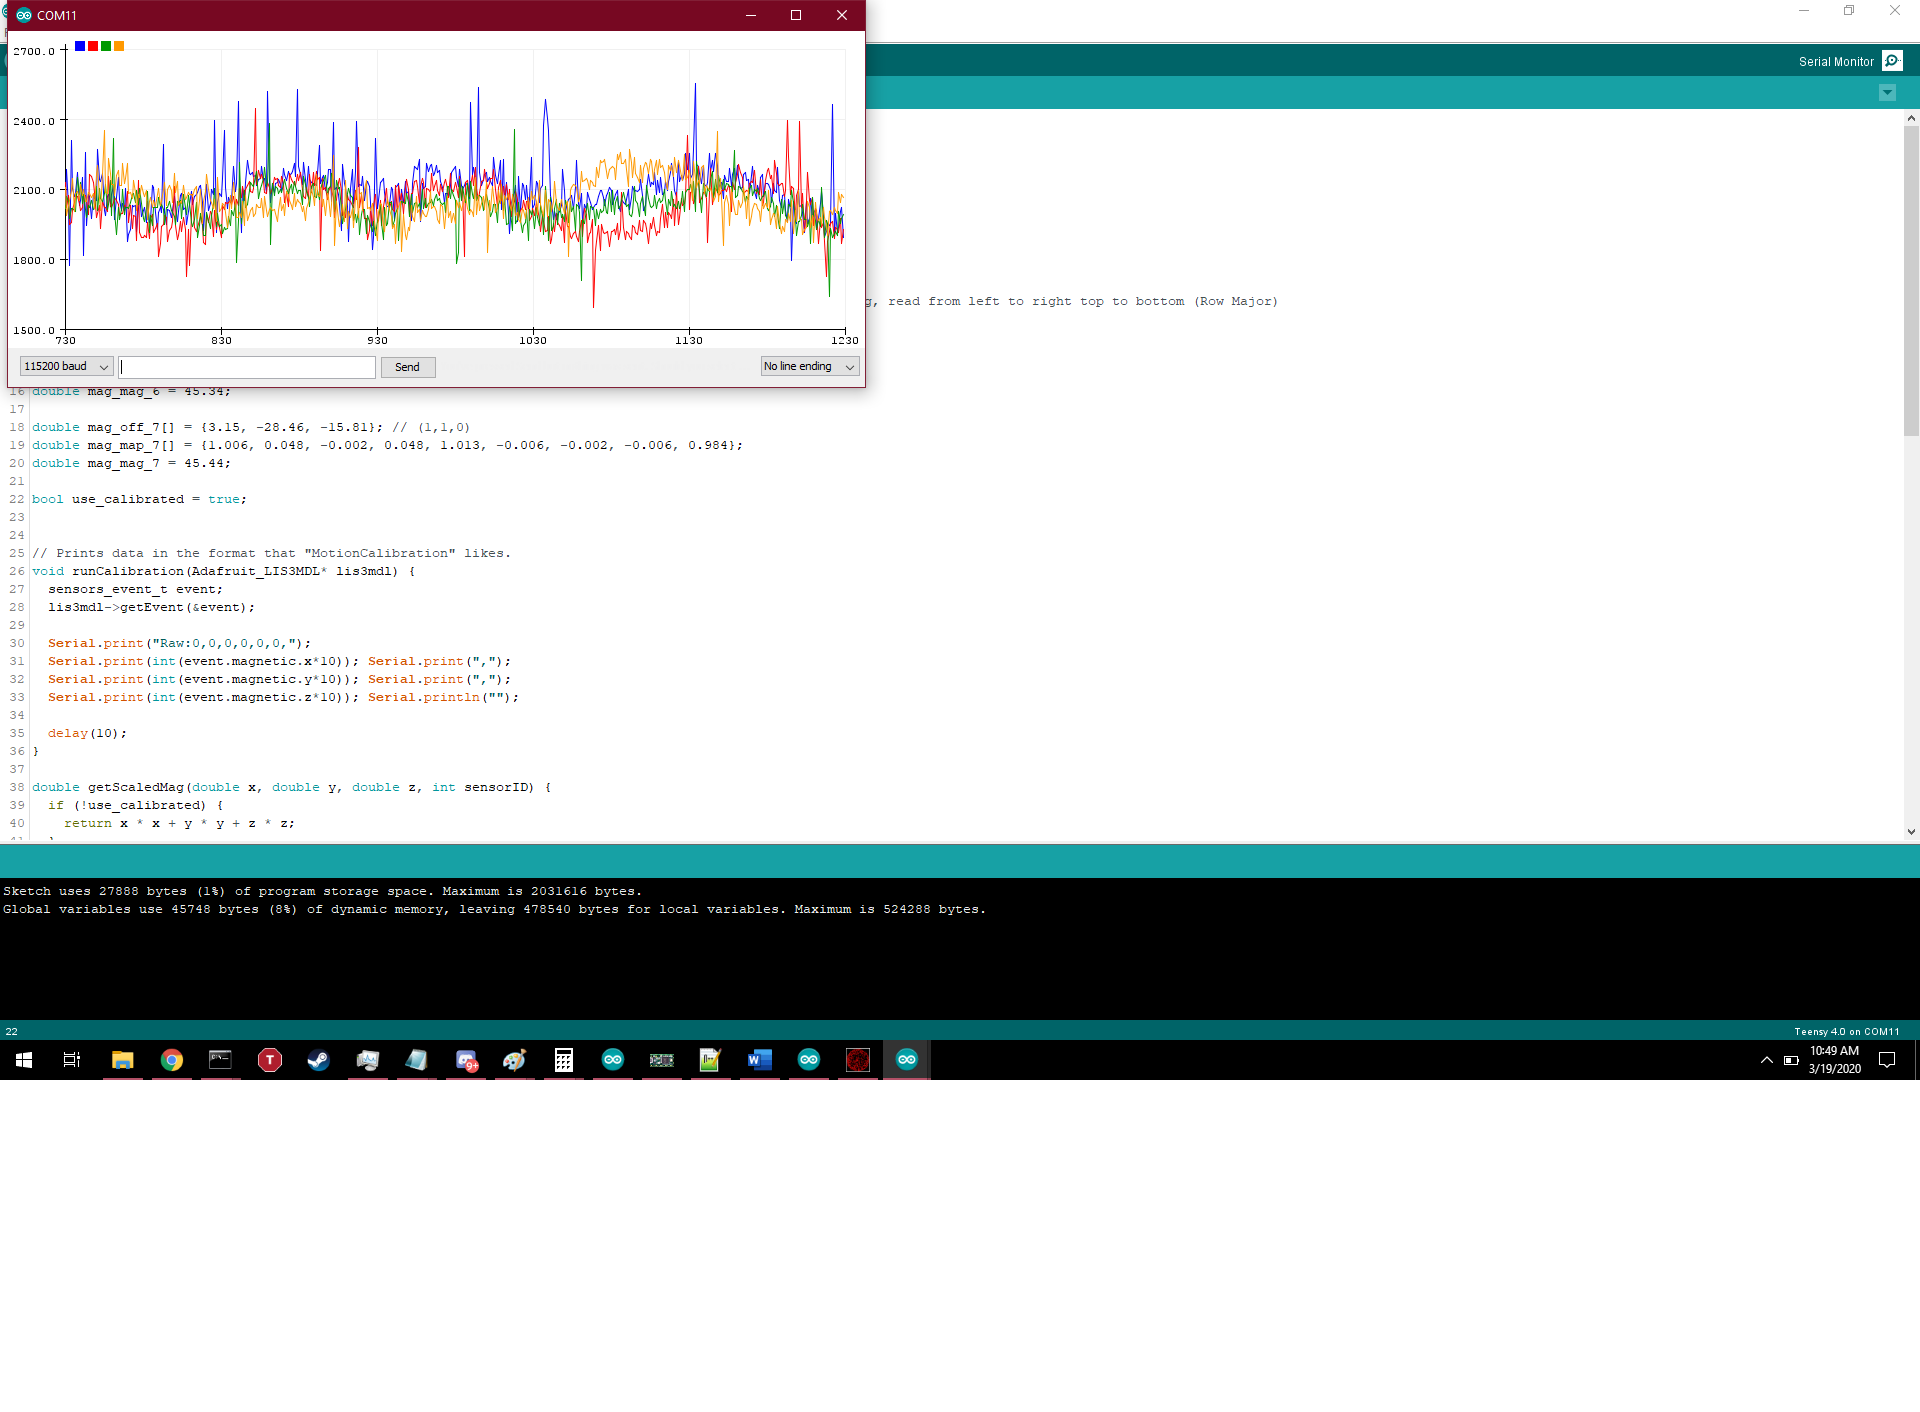 COM11
2700.0
2400.0
2100.0
1800.0
1500.0
730 830 930 1030 1130 1230
115200 baud Send No line ending
Serial Monitor
, read from left to right top to bottom (Row Major)
16 double mag_mag_6 = 45.34;
17
18 double mag_off_7[] = {3.15, -28.46, -15.81}; // (1,1,0)
19 double mag_map_7[] = {1.006, 0.048, -0.002, 0.048, 1.013, -0.006, -0.002, -0.006, 0.984};
20 double mag_mag_7 = 45.44;
21
22 bool use_calibrated = true;
23
24
25 // Prints data in the format that "MotionCalibration" likes.
26 void runCalibration(Adafruit_LIS3MDL* lis3mdl) {
27 sensors_event_t event;
28 lis3mdl->getEvent(&event);
29
30 Serial.print("Raw:0,0,0,0,0,0,");
31 Serial.print(int(event.magnetic.x*10)); Serial.print(",");
32 Serial.print(int(event.magnetic.y*10)); Serial.print(",");
33 Serial.print(int(event.magnetic.z*10)); Serial.println("");
34
35 delay(10);
36 }
37
38 double getScaledMag(double x, double y, double z, int sensorID) {
39 if (!use_calibrated) {
40 return x * x + y * y + z * z;
Sketch uses 27888 bytes (1%) of program storage space. Maximum is 2031616 bytes.
Global variables use 45748 bytes (8%) of dynamic memory, leaving 478540 bytes for local variables. Maximum is 524288 bytes.
22
Teensy 4.0 on COM11
T
9+
W
10:49 AM
3/19/2020